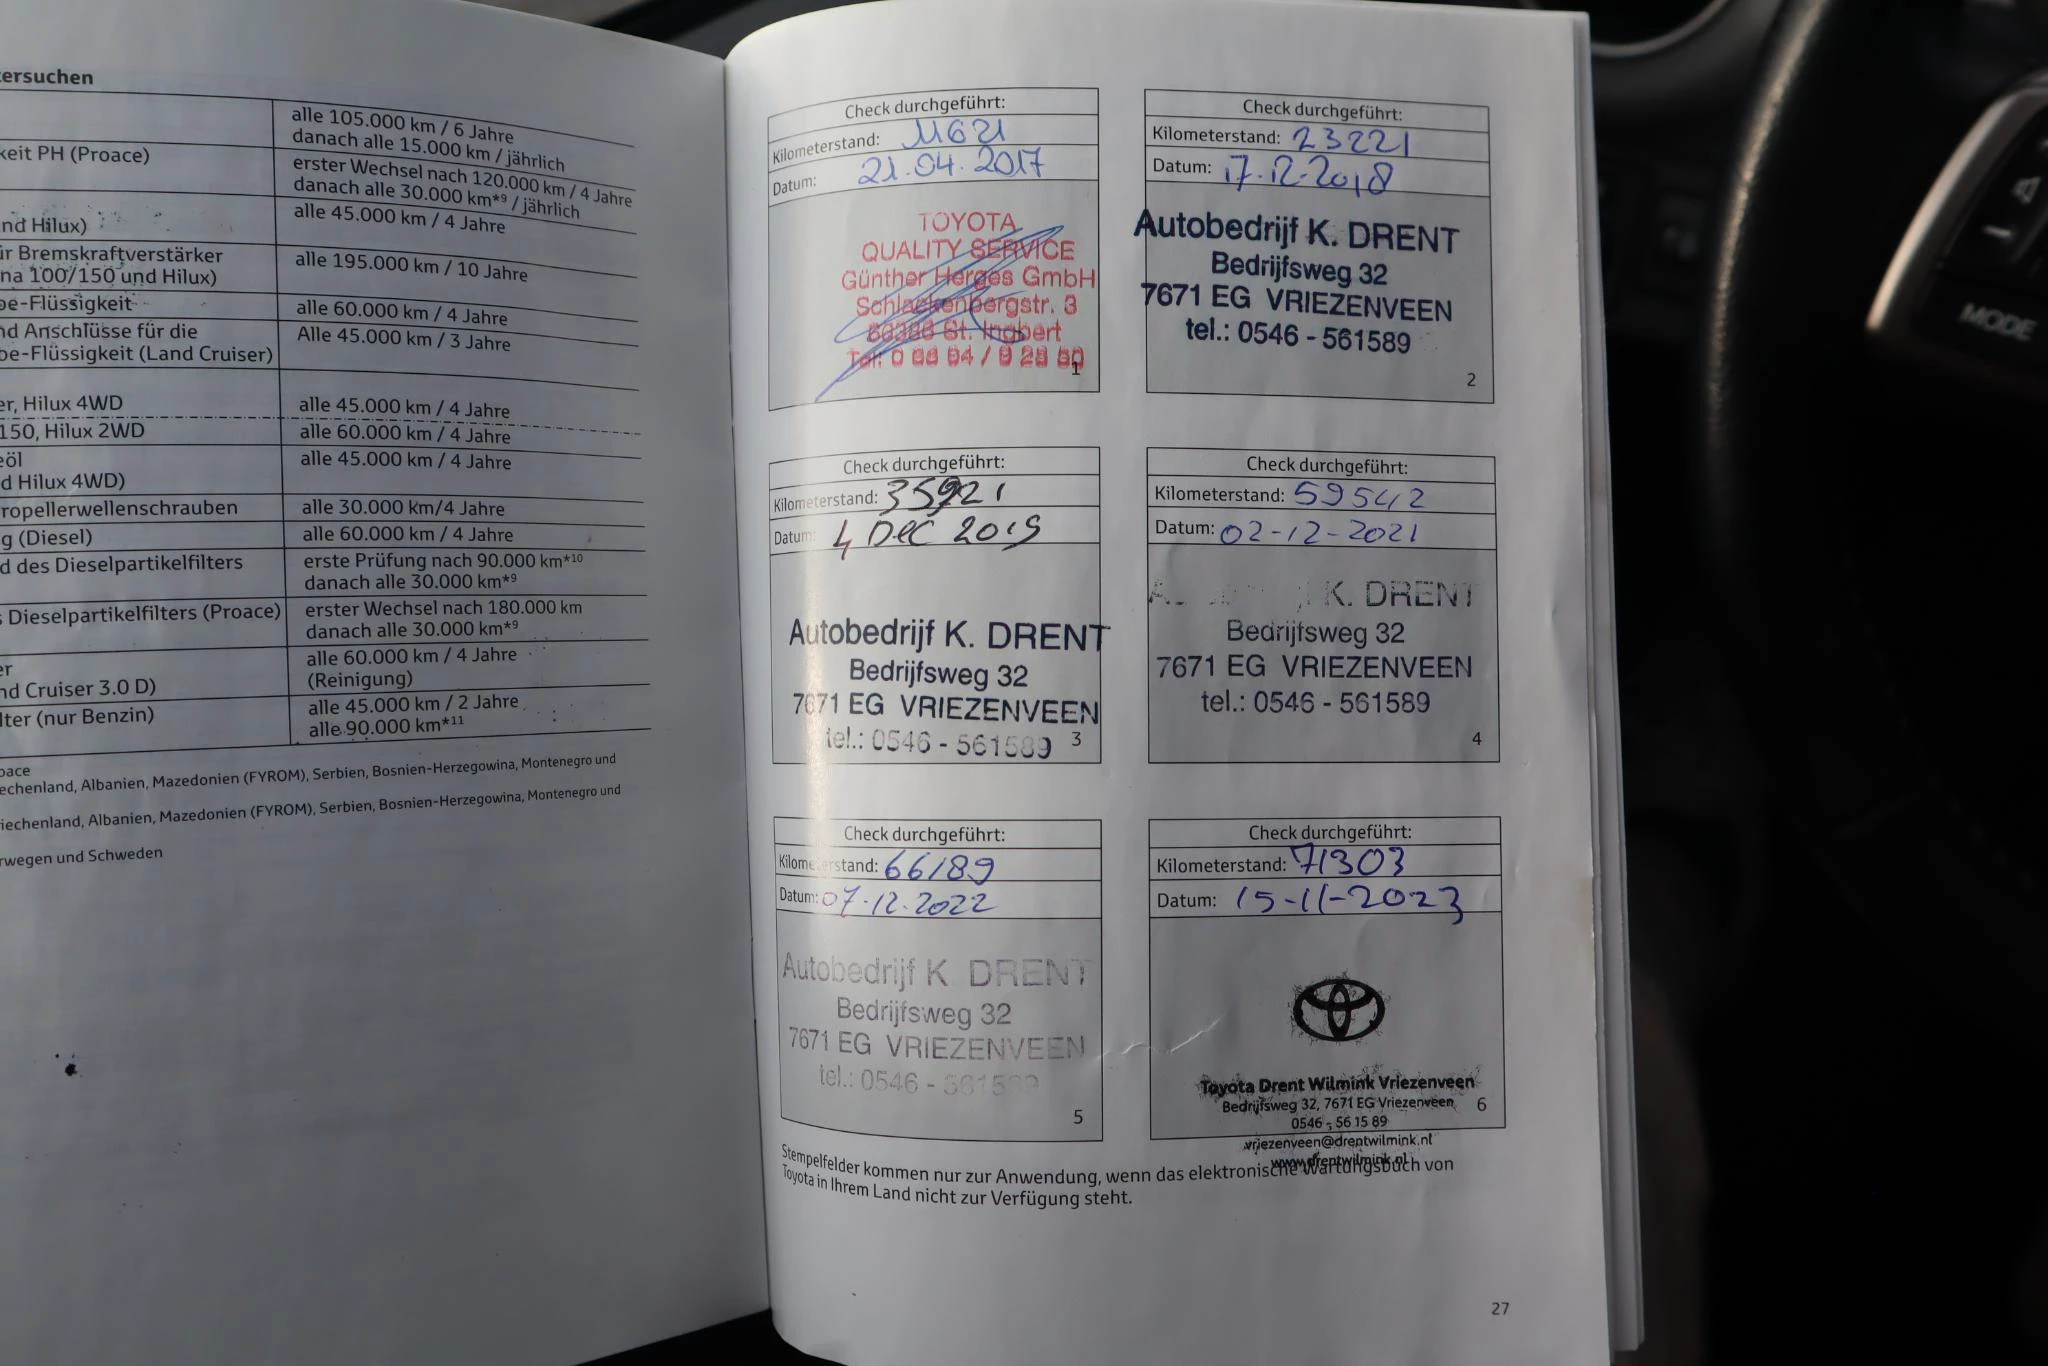 ersuchen
alle 105.000 km / 6 Jahre
danach alle 15.000 km / jährlich
keit PH (Proace)
erster Wechsel nach 120.000 km / 4 Jahre
danach alle 30.000 km*9 / jährlich
nd Hilux)
alle 45.000 km / 4 Jahre
ür Bremskraftverstärker
na 100/150 und Hilux)
alle 195.000 km / 10 Jahre
be-Flüssigkeit
alle 60.000 km / 4 Jahre
nd Anschlüsse für die
be-Flüssigkeit (Land Cruiser)
Alle 45.000 km / 3 Jahre
er, Hilux 4WD
alle 45.000 km / 4 Jahre
150, Hilux 2WD
alle 60.000 km / 4 Jahre
eöl
d Hilux 4WD)
alle 45.000 km / 4 Jahre
ropellerwellenschrauben
alle 30.000 km/4 Jahre
g (Diesel)
alle 60.000 km / 4 Jahre
d des Dieselpartikelfilters
erste Prüfung nach 90.000 km*10
danach alle 30.000 km*9
s Dieselpartikelfilters (Proace)
erster Wechsel nach 180.000 km
danach alle 30.000 km*9
er
nd Cruiser 3.0 D)
alle 60.000 km / 4 Jahre
(Reinigung)
lter (nur Benzin)
alle 45.000 km / 2 Jahre
alle 90.000 km*11
oace
echenland, Albanien, Mazedonien (FYROM), Serbien, Bosnien-Herzegowina, Montenegro und
iechenland, Albanien, Mazedonien (FYROM), Serbien, Bosnien-Herzegowina, Montenegro und
rwegen und Schweden
Check durchgeführt:
Kilometerstand: 11621
Datum: 21.04.2017
TOYOTA
QUALITY SERVICE
Günther Herges GmbH
Schlackenbergstr. 3
66386 St. Ingbert
Tel: 0 68 94 / 9 28 80
1
Check durchgeführt:
Kilometerstand: 23221
Datum: 17.12.2018
Autobedrijf K. DRENT
Bedrijfsweg 32
7671 EG VRIEZENVEEN
tel.: 0546 - 561589
2
Check durchgeführt:
Kilometerstand: 35921
Datum: 4 Dec 2019
Autobedrijf K. DRENT
Bedrijfsweg 32
7671 EG VRIEZENVEEN
tel.: 0546 - 561589
3
Check durchgeführt:
Kilometerstand: 59542
Datum: 02-12-2021
K. DRENT
Bedrijfsweg 32
7671 EG VRIEZENVEEN
tel.: 0546 - 561589
4
Check durchgeführt:
Kilometerstand: 66189
Datum: 07.12.2022
Autobedrijf K. DRENT
Bedrijfsweg 32
7671 EG VRIEZENVEEN
tel.: 0546 - 561589
5
Check durchgeführt:
Kilometerstand: 71303
Datum: 15-11-2023
Toyota Drent Wilmink Vriezenveen
Bedrijfsweg 32, 7671 EG Vriezenveen
0546 - 56 15 89
6
vriezenveen@drentwilmink.nl
www.drentwilmink.nl
Stempelfelder kommen nur zur Anwendung, wenn das elektronische Wartungsbuch von
Toyota in Ihrem Land nicht zur Verfügung steht.
27
MODE